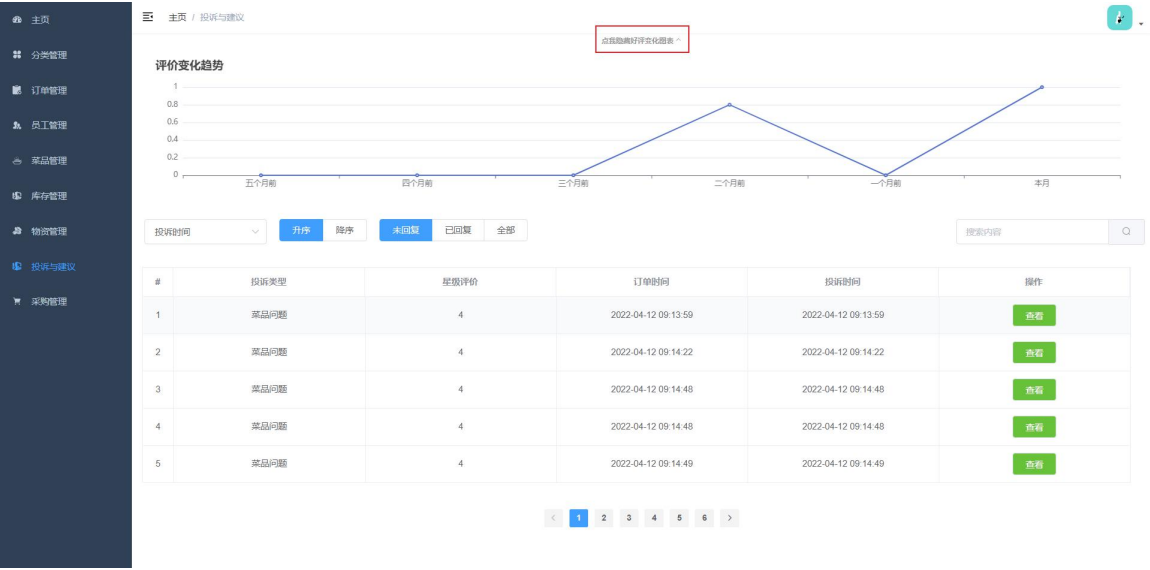 主页
分类管理
订单管理
员工管理
菜品管理
库存管理
物资管理
投诉与建议
采购管理
主页 / 投诉与建议
点我隐藏好评变化图表
评价变化趋势
1
0.8
0.6
0.4
0.2
0
五个月前 四个月前 三个月前 二个月前 一个月前 本月
投诉时间 升序 降序 未回复 已回复 全部 搜索内容
# 投诉类型 星级评价 订单时间 投诉时间 操作
1 菜品问题 4 2022-04-12 09:13:59 2022-04-12 09:13:59 查看
2 菜品问题 4 2022-04-12 09:14:22 2022-04-12 09:14:22 查看
3 菜品问题 4 2022-04-12 09:14:48 2022-04-12 09:14:48 查看
4 菜品问题 4 2022-04-12 09:14:48 2022-04-12 09:14:48 查看
5 菜品问题 4 2022-04-12 09:14:49 2022-04-12 09:14:49 查看
< 1 2 3 4 5 6 >